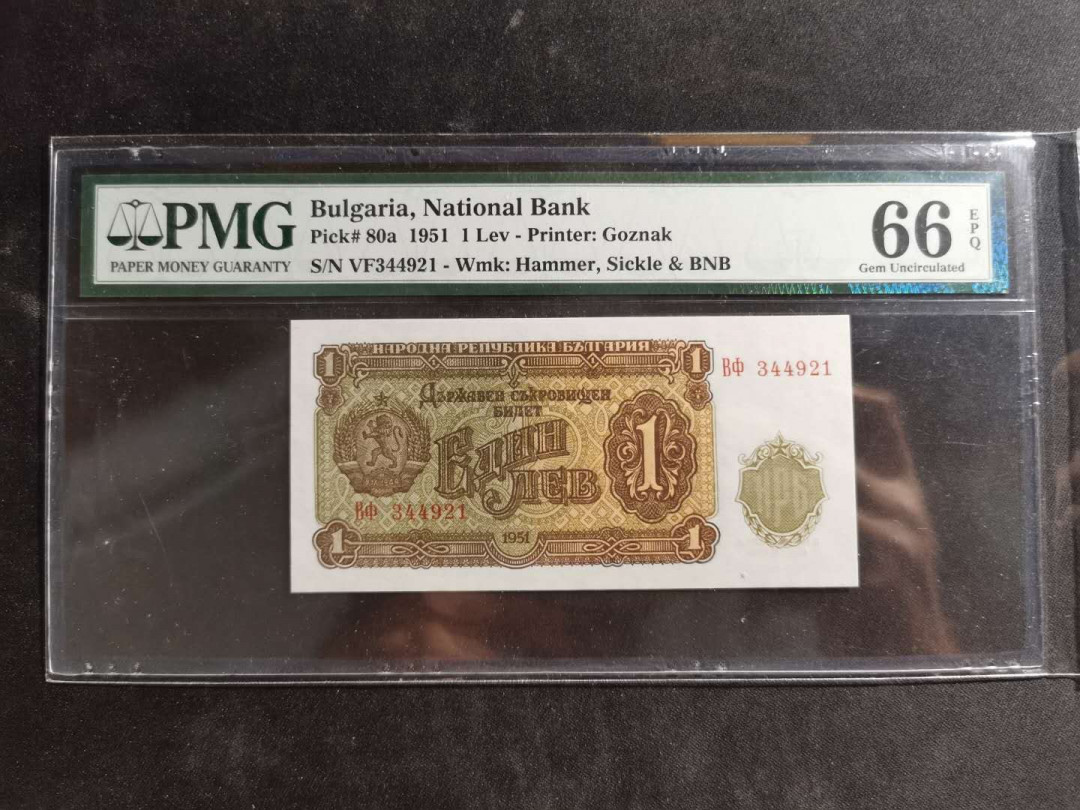 PMG
PAPER MONEY GUARANTY
Bulgaria, National Bank
Pick# 80a 1951 1 Lev - Printer: Goznak
S/N VF344921 - Wmk: Hammer, Sickle & BNB
66
EPQ
Gem Uncirculated
НАРОДНА РЕПУБЛИКА БЪЛГАРИЯ
1
1
ВФ 344921
ДЪРЖАВЕН СЪКРОВИЩЕН
БИЛЕТ
ЕДИН
ЛЕВ
1
ВФ 344921
1
1951
1